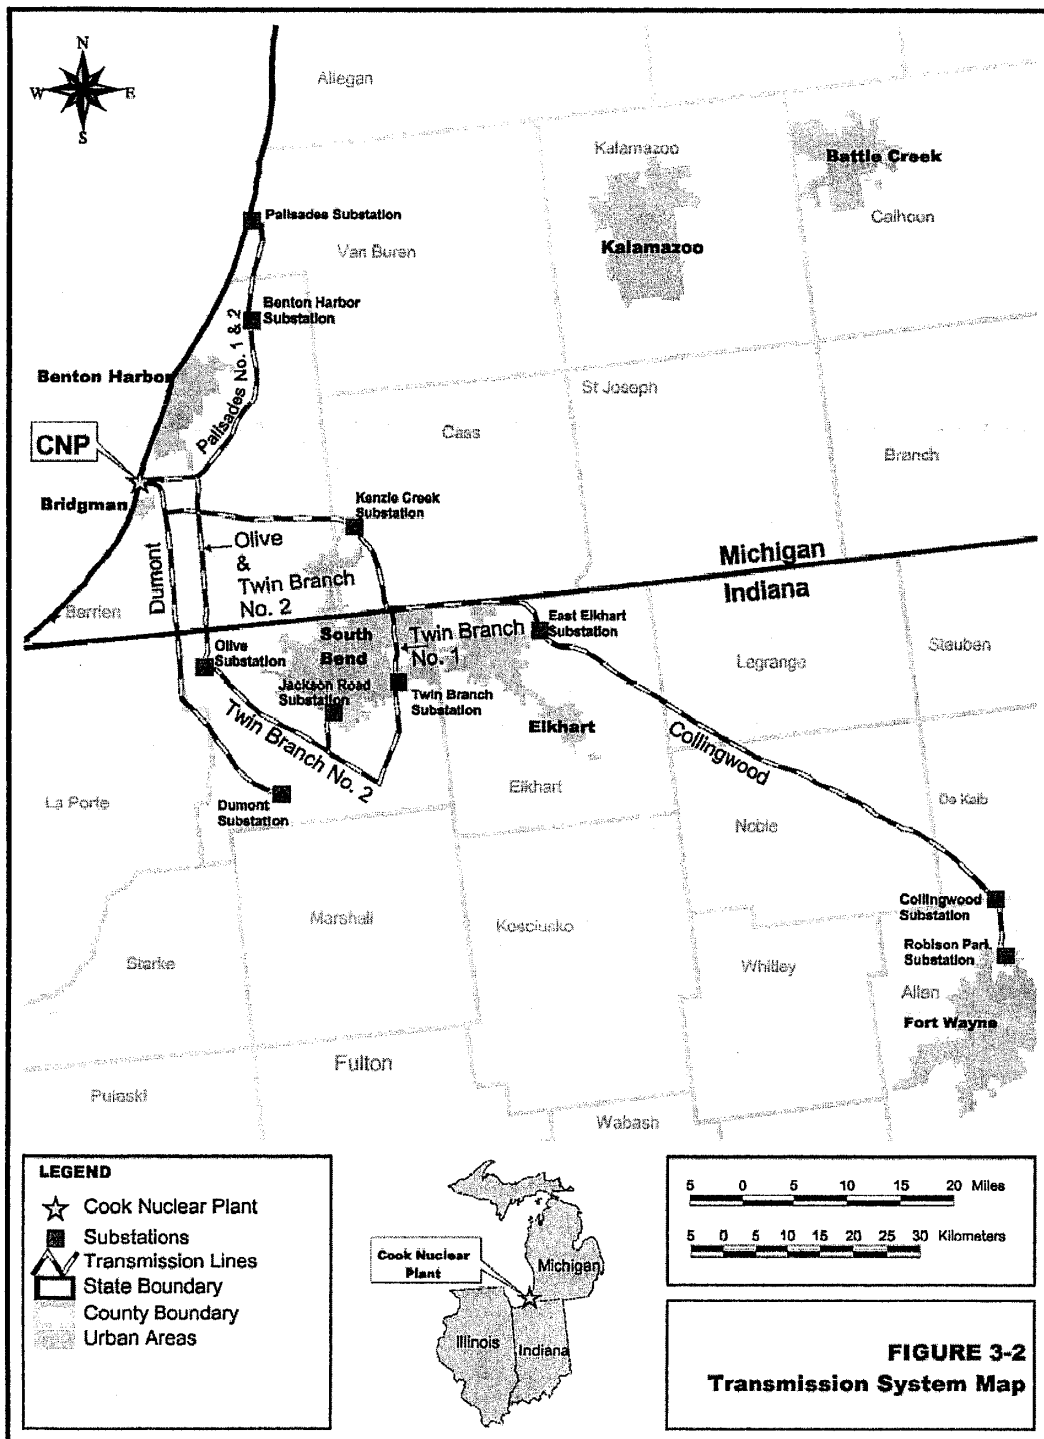 N
W E
S
Allegan
Kalamazoo
Battle Creek
Calhoun
Palisades Substation
Van Buren
Kalamazoo
Benton Harbor
Substation
Palisades No. 1 & 2
Benton Harbor
St Joseph
Cass
Branch
CNP
Bridgman
Kenzie Creek
Substation
Dumont
Olive
&
Twin Branch
No. 2
Michigan
Indiana
Berrien
East Elkhart
Substation
South
Bend
Twin Branch
No. 1
Steuben
Olive
Substation
Lagrange
Jackson Road
Substation
Twin Branch
Substation
Elkhart
Twin Branch No. 2
Collingwood
Elkhart
La Porte
Dumont
Substation
De Kalb
Noble
Collingwood
Substation
Marshall
Kosciusko
Robison Part.
Substation
Starke
Whitley
Allen
Fort Wayne
Fulton
Pulaski
Wabash
LEGEND
Cook Nuclear Plant
Substations
Transmission Lines
State Boundary
County Boundary
Urban Areas
Cook Nuclear
Plant
Michigan
Illinois
Indiana
5 0 5 10 15 20 Miles
5 0 5 10 15 20 25 30 Kilometers
FIGURE 3-2
Transmission System Map